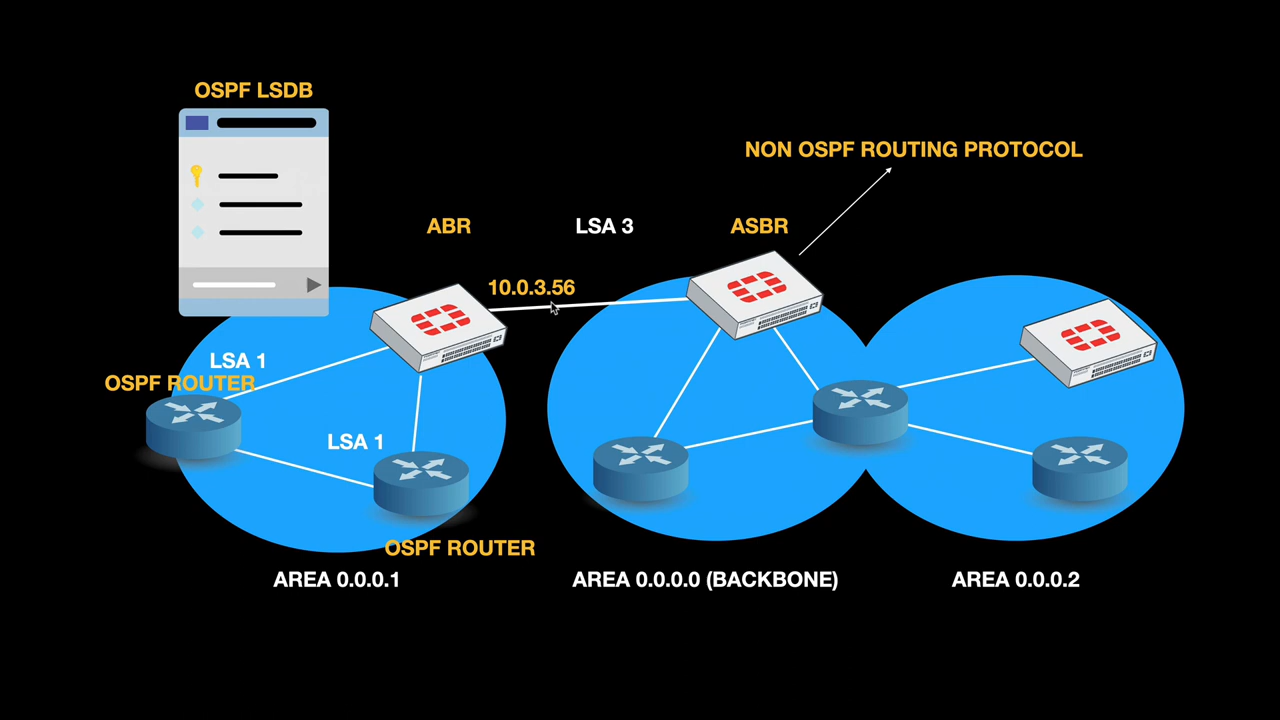 OSPF LSDB
NON OSPF ROUTING PROTOCOL
ABR
LSA 3
ASBR
10.0.3.56
LSA 1
OSPF ROUTER
LSA 1
OSPF ROUTER
AREA 0.0.0.1
AREA 0.0.0.0 (BACKBONE)
AREA 0.0.0.2